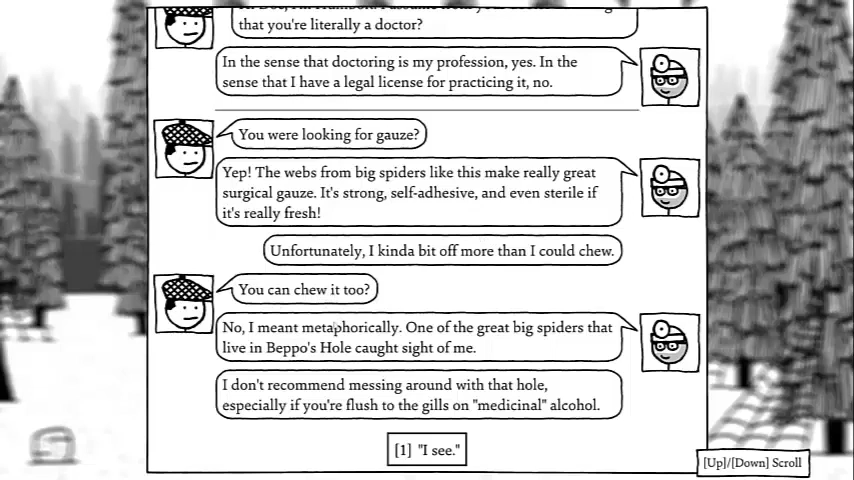 that you're literally a doctor?
In the sense that doctoring is my profession, yes. In the
sense that I have a legal license for practicing it, no.
You were looking for gauze?
Yep! The webs from big spiders like this make really great
surgical gauze. It's strong, self-adhesive, and even sterile if
it's really fresh!
Unfortunately, I kinda bit off more than I could chew.
You can chew it too?
No, I meant metaphorically. One of the great big spiders that
live in Beppo's Hole caught sight of me.
I don't recommend messing around with that hole,
especially if you're flush to the gills on "medicinal" alcohol.
[1] "I see."
[Up]/[Down] Scroll